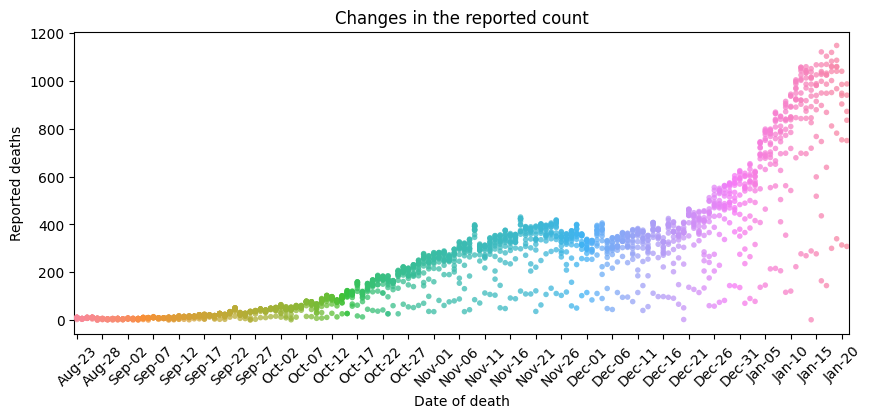 Changes in the reported count
Reported deaths
1200
1000
800
600
400
200
0
Aug-23
Aug-28
Sep-02
Sep-07
Sep-12
Sep-17
Sep-22
Sep-27
Oct-02
Oct-07
Oct-12
Oct-17
Oct-22
Oct-27
Nov-01
Nov-06
Nov-11
Nov-16
Nov-21
Nov-26
Dec-01
Dec-06
Dec-11
Dec-16
Dec-21
Dec-26
Dec-31
Jan-05
Jan-10
Jan-15
Jan-20
Date of death